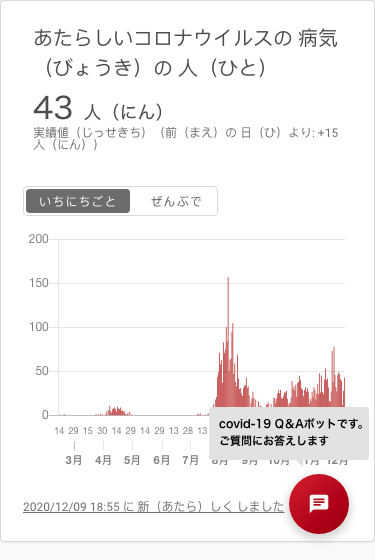 あたらしいコロナウイルスの 病気
（びょうき）の 人（ひと）
43 人（にん）
実績値（じっせきち）（前（まえ）の 日（ひ）より: +15
人（にん））
いちにちごと ぜんぶで
200
150
100
50
0
14 29 15 30 14 29 14 29 13 28 13
3月 4月 5月 6月 7月 8月 9月 10月 11月 12月
covid-19 Q＆Aボットです。
ご質問にお答えします
2020/12/09 18:55 に 新（あたら）しく しました